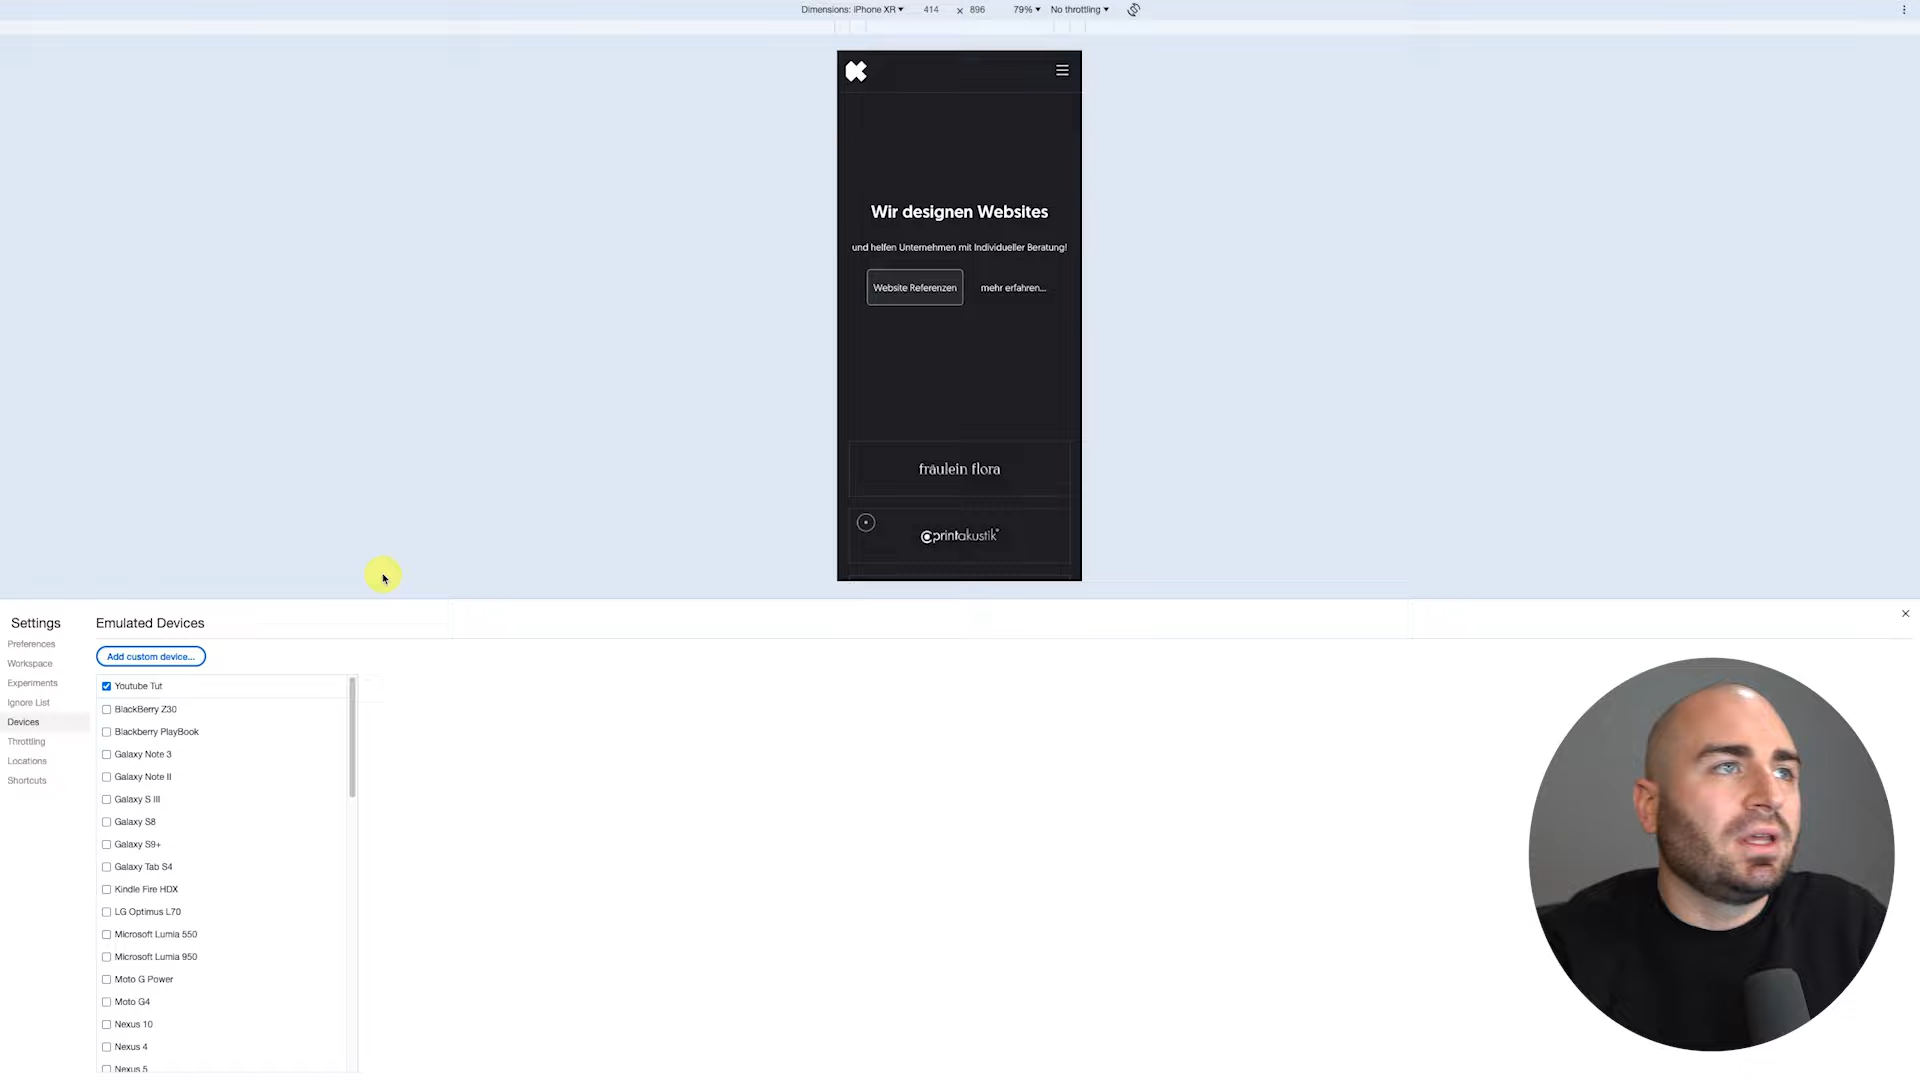 Dimensions: iPhone XR 414 × 896 79% No throttling
Wir designen Websites
und helfen Unternehmen mit Individueller Beratung!
Website Referenzen mehr erfahren...
fräulein flora
printakustik
Settings
Preferences
Workspace
Experiments
Ignore List
Devices
Throttling
Locations
Shortcuts
Emulated Devices
Add custom device...
Youtube Tut
BlackBerry Z30
Blackberry PlayBook
Galaxy Note 3
Galaxy Note II
Galaxy S III
Galaxy S8
Galaxy S9+
Galaxy Tab S4
Kindle Fire HDX
LG Optimus L70
Microsoft Lumia 550
Microsoft Lumia 950
Moto G Power
Moto G4
Nexus 10
Nexus 4
Nexus 5